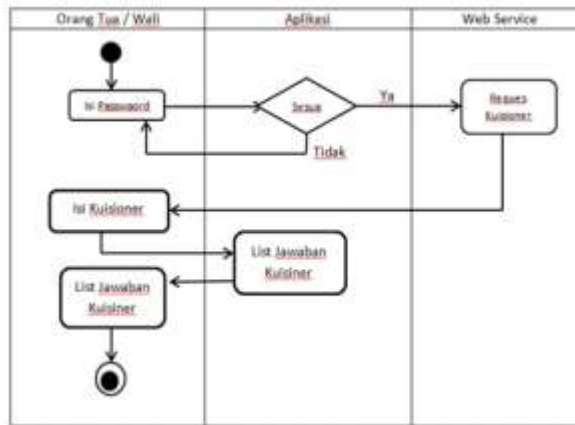 Orang Tua / Wali
Aplikasi
Web Service
Isi Password
Sesua
Ya
Reques
Kuisioner
Tidak
Isi Kuisioner
List Jawaban
Kuisiner
List Jawaban
Kuisiner